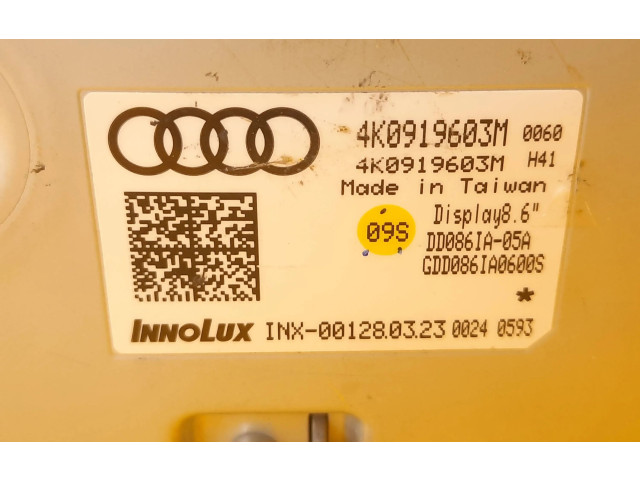 4K0919603M 0060
4K0919603M H41
Made in Taiwan
Display8.6"
09S
DD086IA-05A
GDD086IA0600S
*
INNOLUX INX-00128.03.23 0024 0593